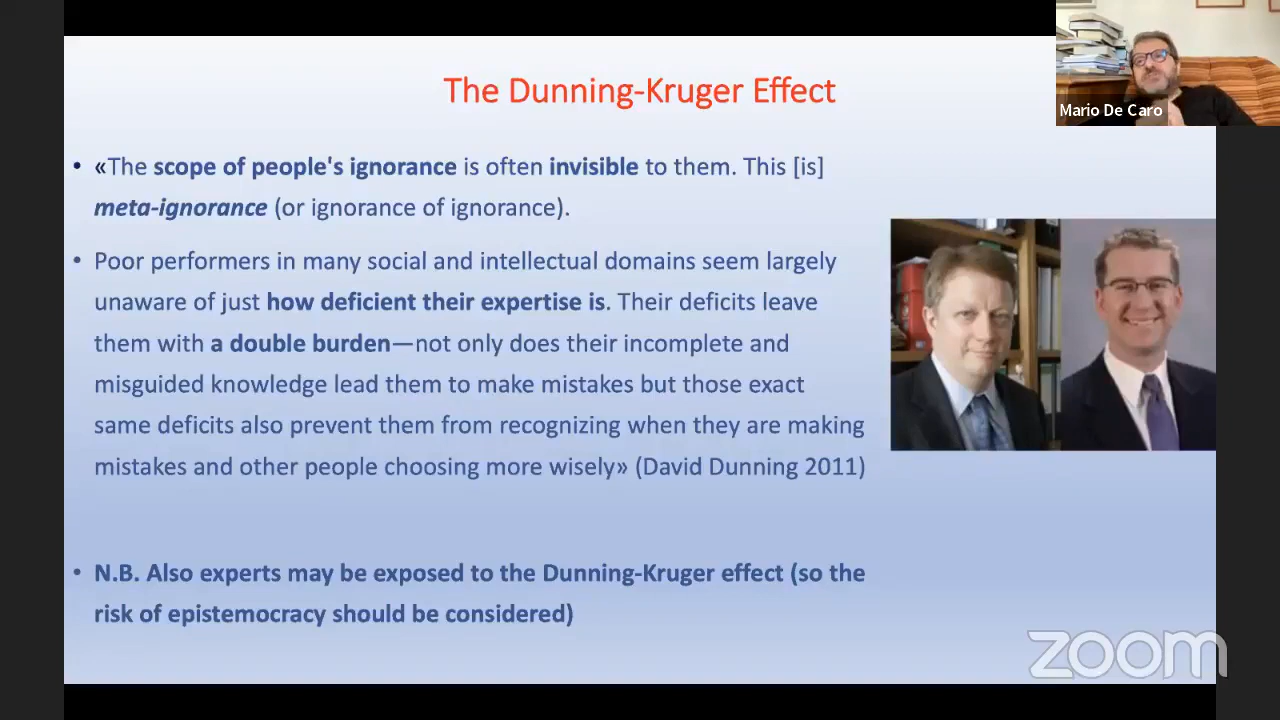 The Dunning-Kruger Effect
Mario De Caro
• «The scope of people's ignorance is often invisible to them. This [is]
meta-ignorance (or ignorance of ignorance).
• Poor performers in many social and intellectual domains seem largely
unaware of just how deficient their expertise is. Their deficits leave
them with a double burden—not only does their incomplete and
misguided knowledge lead them to make mistakes but those exact
same deficits also prevent them from recognizing when they are making
mistakes and other people choosing more wisely» (David Dunning 2011)
• N.B. Also experts may be exposed to the Dunning-Kruger effect (so the
risk of epistemocracy should be considered)
zoom